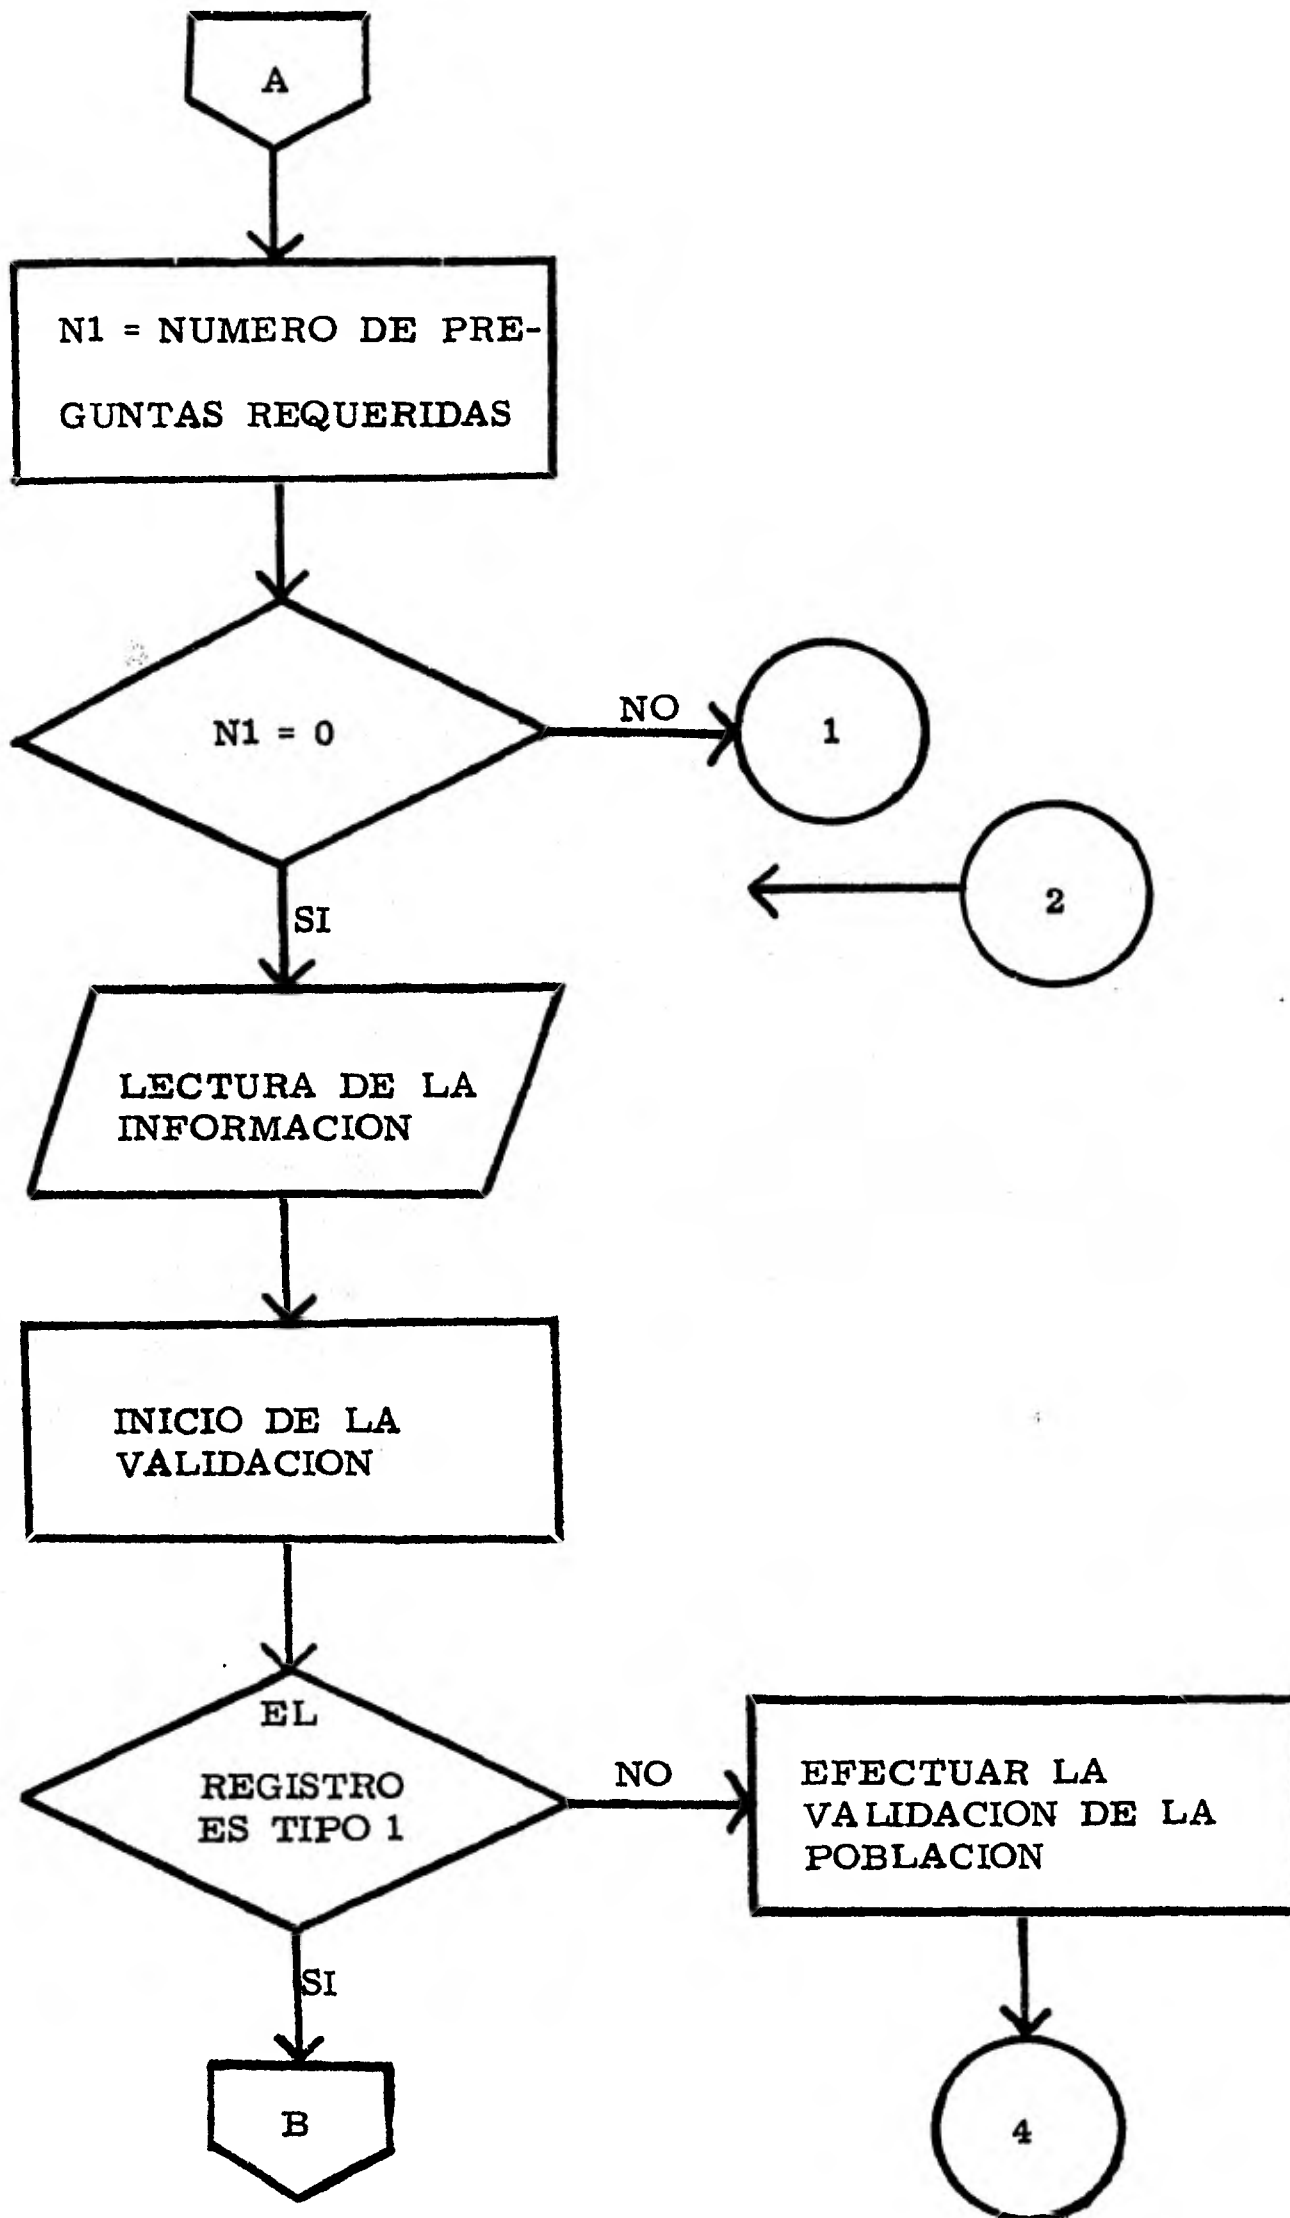 A
N1 = NUMERO DE PRE-
GUNTAS REQUERIDAS
N1 = 0
NO
1
2
SI
LECTURA DE LA
INFORMACION
INICIO DE LA
VALIDACION
EL
REGISTRO
ES TIPO 1
NO
EFECTUAR LA
VALIDACION DE LA
POBLACION
SI
B
4